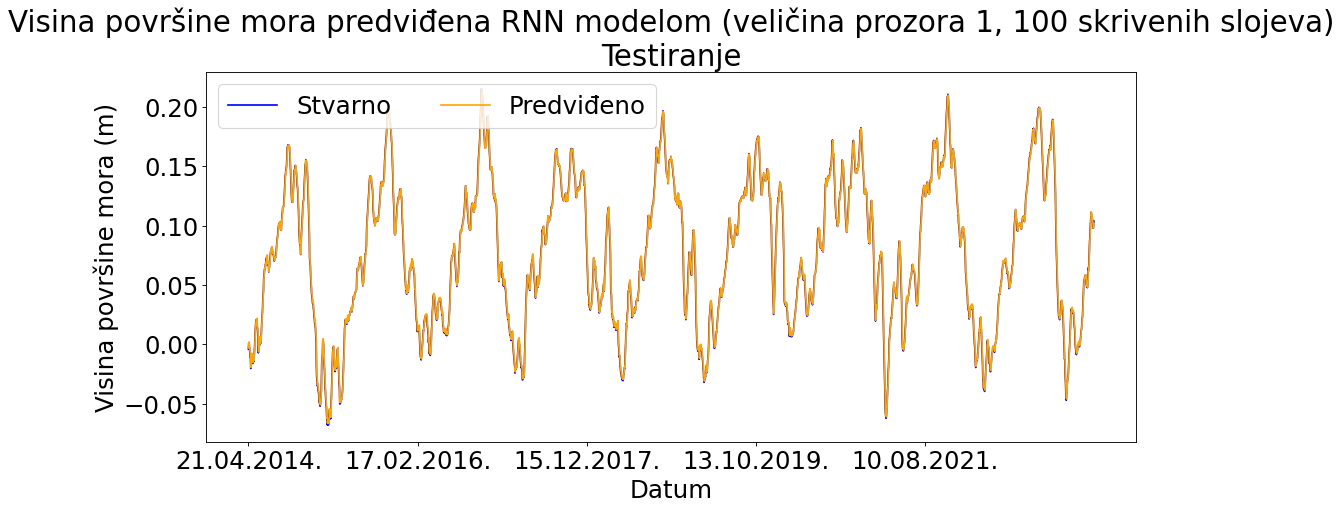 Visina površine mora predviđena RNN modelom (veličina prozora 1, 100 skrivenih slojeva)
Testiranje
Stvarno Predviđeno
Visina površine mora (m)
0.20
0.15
0.10
0.05
0.00
−0.05
21.04.2014. 17.02.2016. 15.12.2017. 13.10.2019. 10.08.2021.
Datum